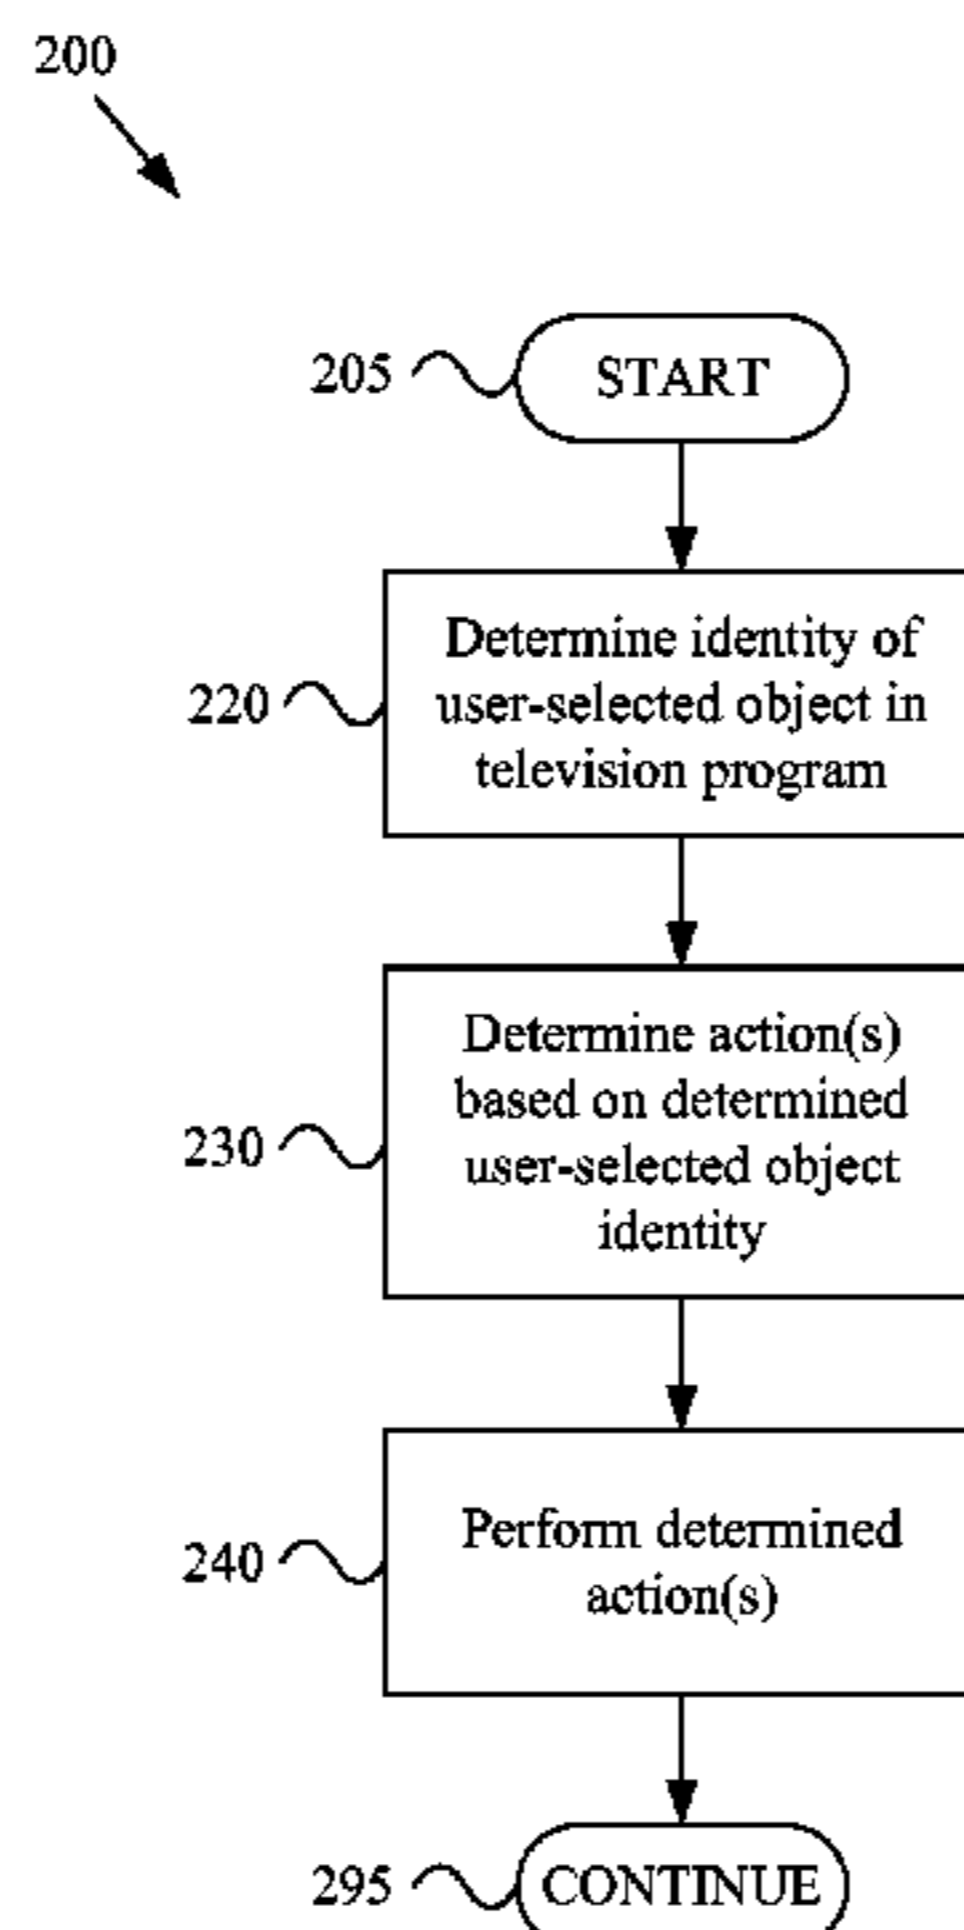 200
205 START
220
Determine identity of
user-selected object in
television program
230
Determine action(s)
based on determined
user-selected object
identity
240
Perform determined
action(s)
295 CONTINUE